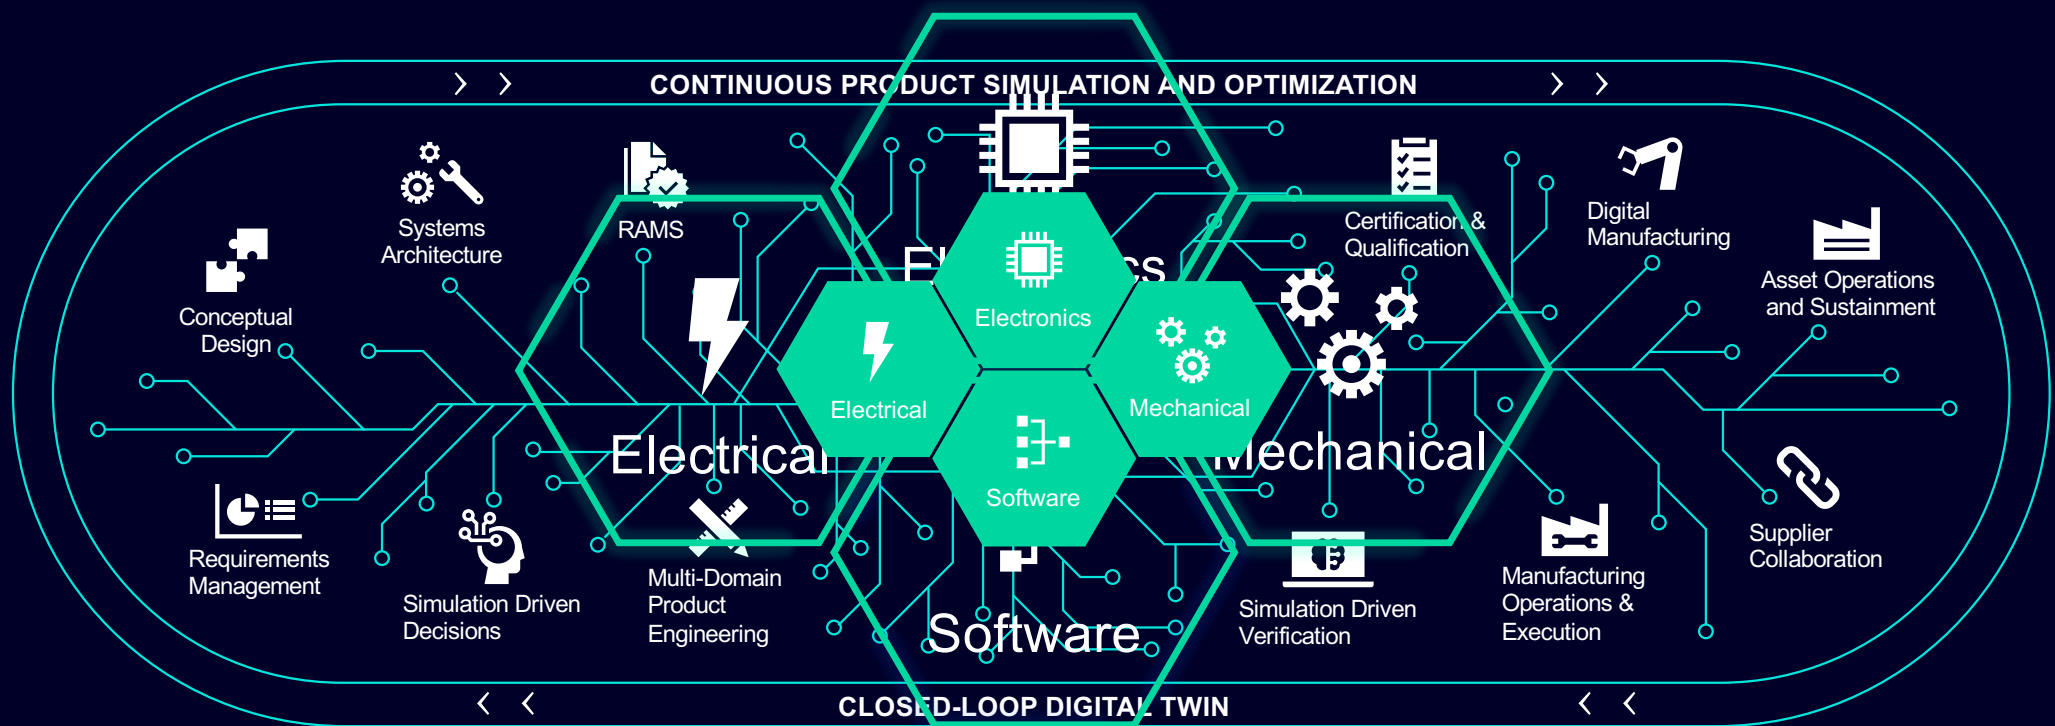 CONTINUOUS PRODUCT SIMULATION AND OPTIMIZATION
Systems
Architecture
RAMS
Conceptual
Design
Electronics
Electronics
Certification &
Qualification
Digital
Manufacturing
Asset Operations
and Sustainment
Electrical
Electrical
Mechanical
Mechanical
Software
Software
Requirements
Management
Simulation Driven
Decisions
Multi-Domain
Product
Engineering
Simulation Driven
Verification
Manufacturing
Operations &
Execution
Supplier
Collaboration
CLOSED-LOOP DIGITAL TWIN